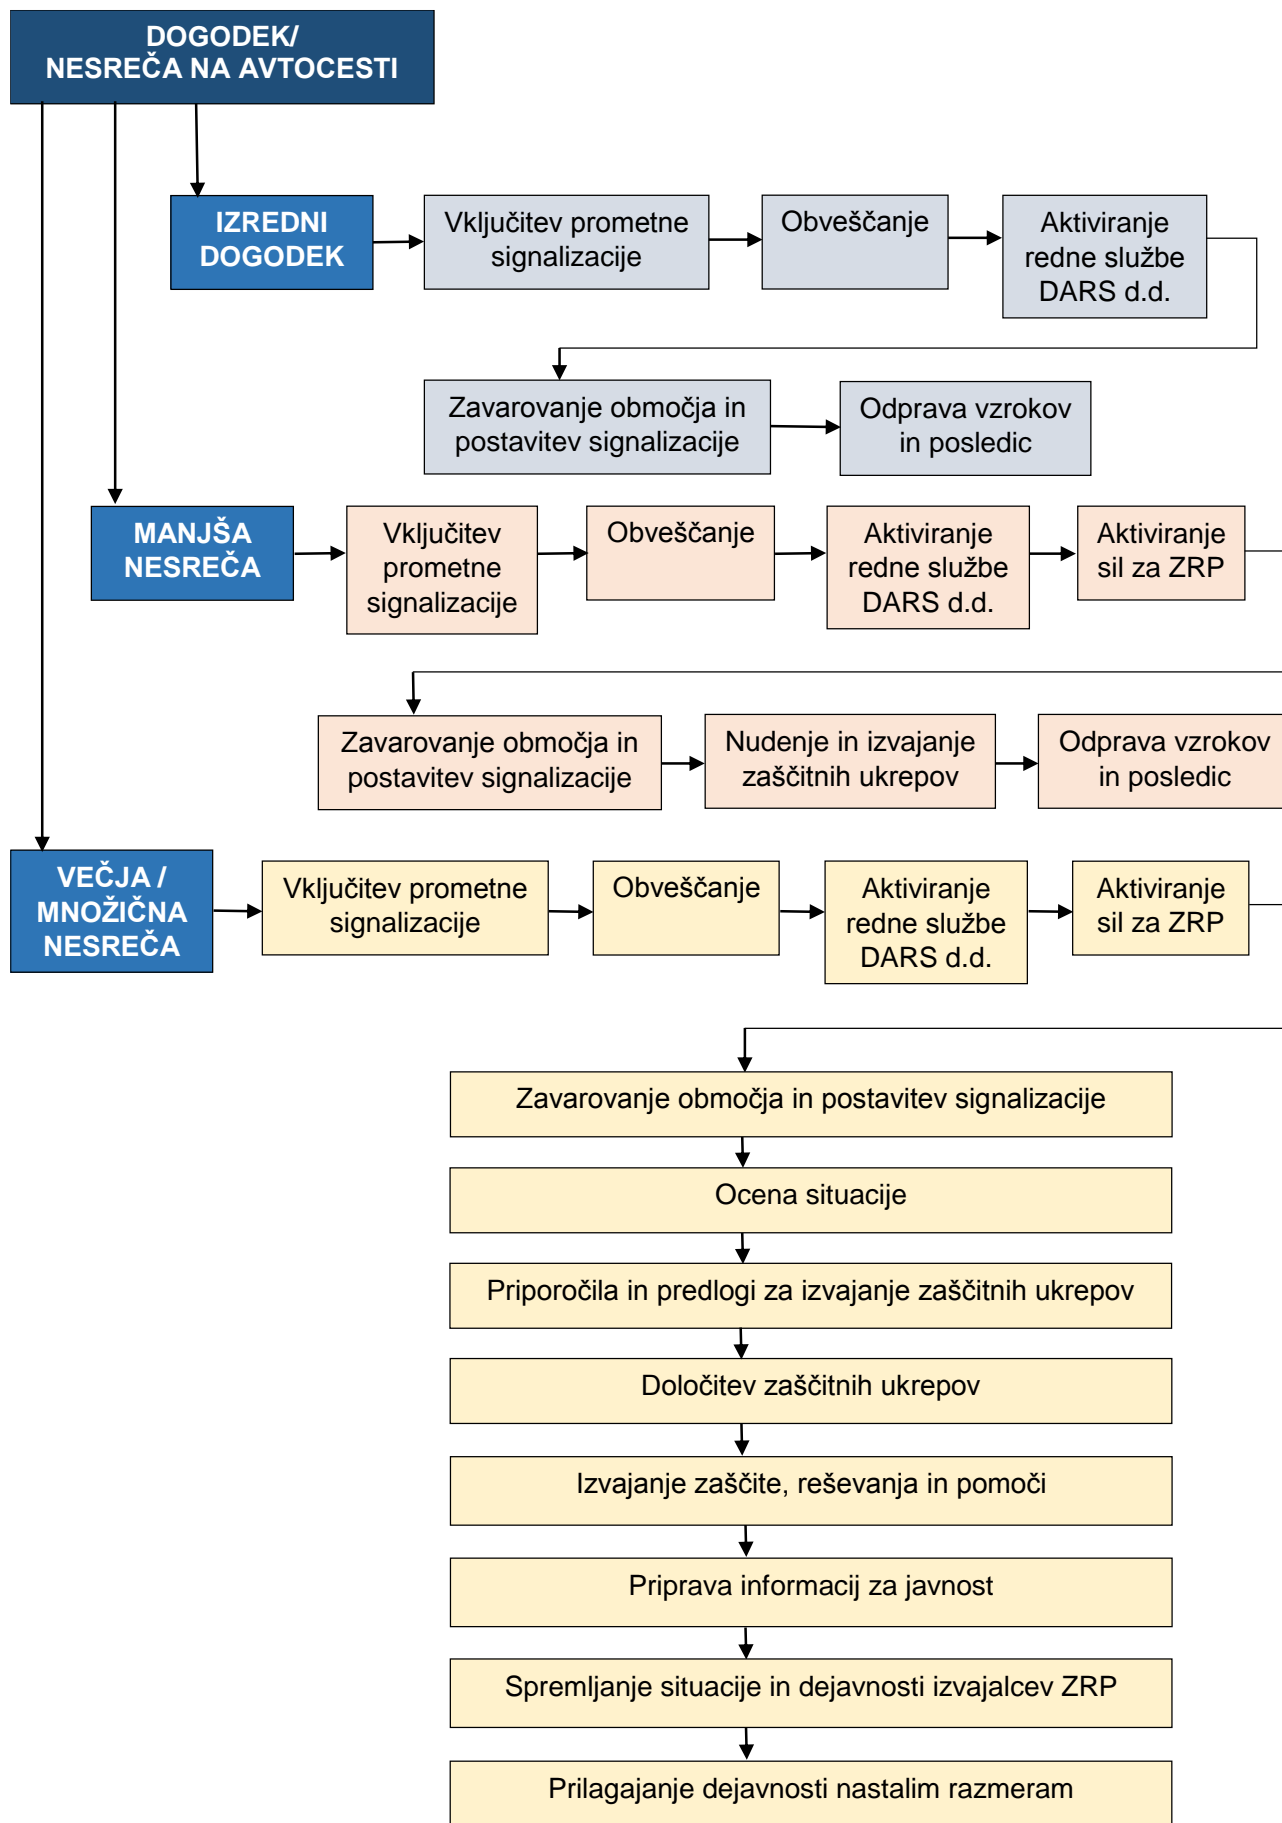 DOGODEK/
NESREČA NA AVTOCESTI
IZREDNI
DOGODEK
Vključitev prometne
signalizacije
Obveščanje
Aktiviranje
redne službe
DARS d.d.
Zavarovanje območja in
postavitev signalizacije
Odprava vzrokov
in posledic
MANJŠA
NESREČA
Vključitev
prometne
signalizacije
Obveščanje
Aktiviranje
redne službe
DARS d.d.
Aktiviranje
sil za ZRP
Zavarovanje območja in
postavitev signalizacije
Nudenje in izvajanje
zaščitnih ukrepov
Odprava vzrokov
in posledic
VEČJA /
MNOŽIČNA
NESREČA
Vključitev prometne
signalizacije
Obveščanje
Aktiviranje
redne službe
DARS d.d.
Aktiviranje
sil za ZRP
Zavarovanje območja in postavitev signalizacije
Ocena situacije
Priporočila in predlogi za izvajanje zaščitnih ukrepov
Določitev zaščitnih ukrepov
Izvajanje zaščite, reševanja in pomoči
Priprava informacij za javnost
Spremljanje situacije in dejavnosti izvajalcev ZRP
Prilagajanje dejavnosti nastalim razmeram